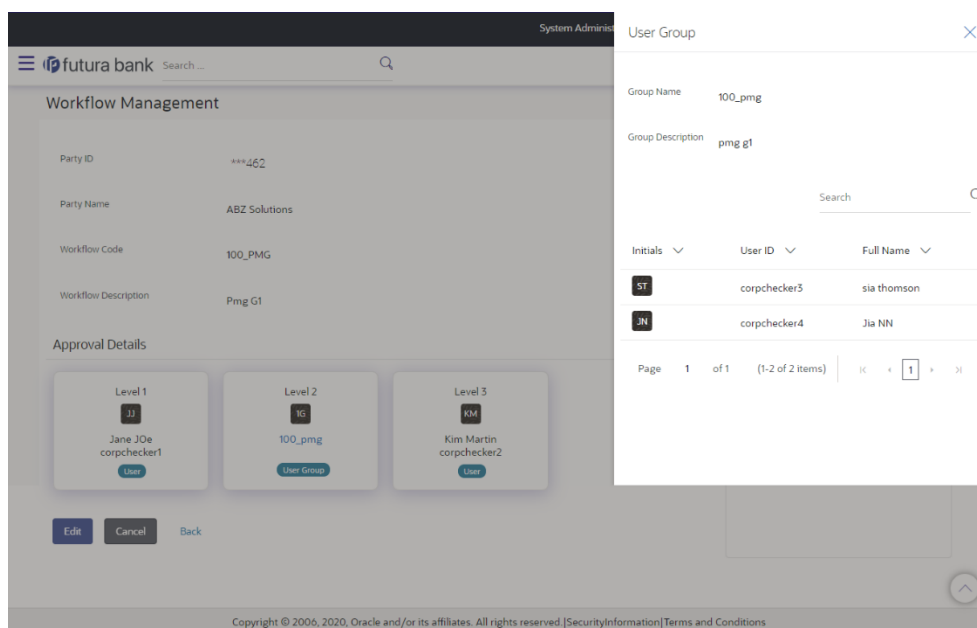 System Administ
futura bank Search ...
Workflow Management
Party ID ***462
Party Name ABZ Solutions
Workflow Code 100_PMG
Workflow Description Pmg G1
Approval Details
Level 1
JJ
Jane JOe
corpchecker1
User
Level 2
1G
100_pmg
User Group
Level 3
KM
Kim Martin
corpchecker2
User
Edit Cancel Back
User Group
Group Name 100_pmg
Group Description pmg g1
Search
Initials User ID Full Name
ST corpchecker3 sia thomson
JN corpchecker4 Jia NN
Page 1 of 1 (1-2 of 2 items) 1
Copyright © 2006, 2020, Oracle and/or its affiliates. All rights reserved.|SecurityInformation|Terms and Conditions